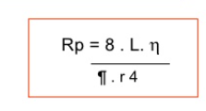 Rp = 8 . L. η
¶ . r 4